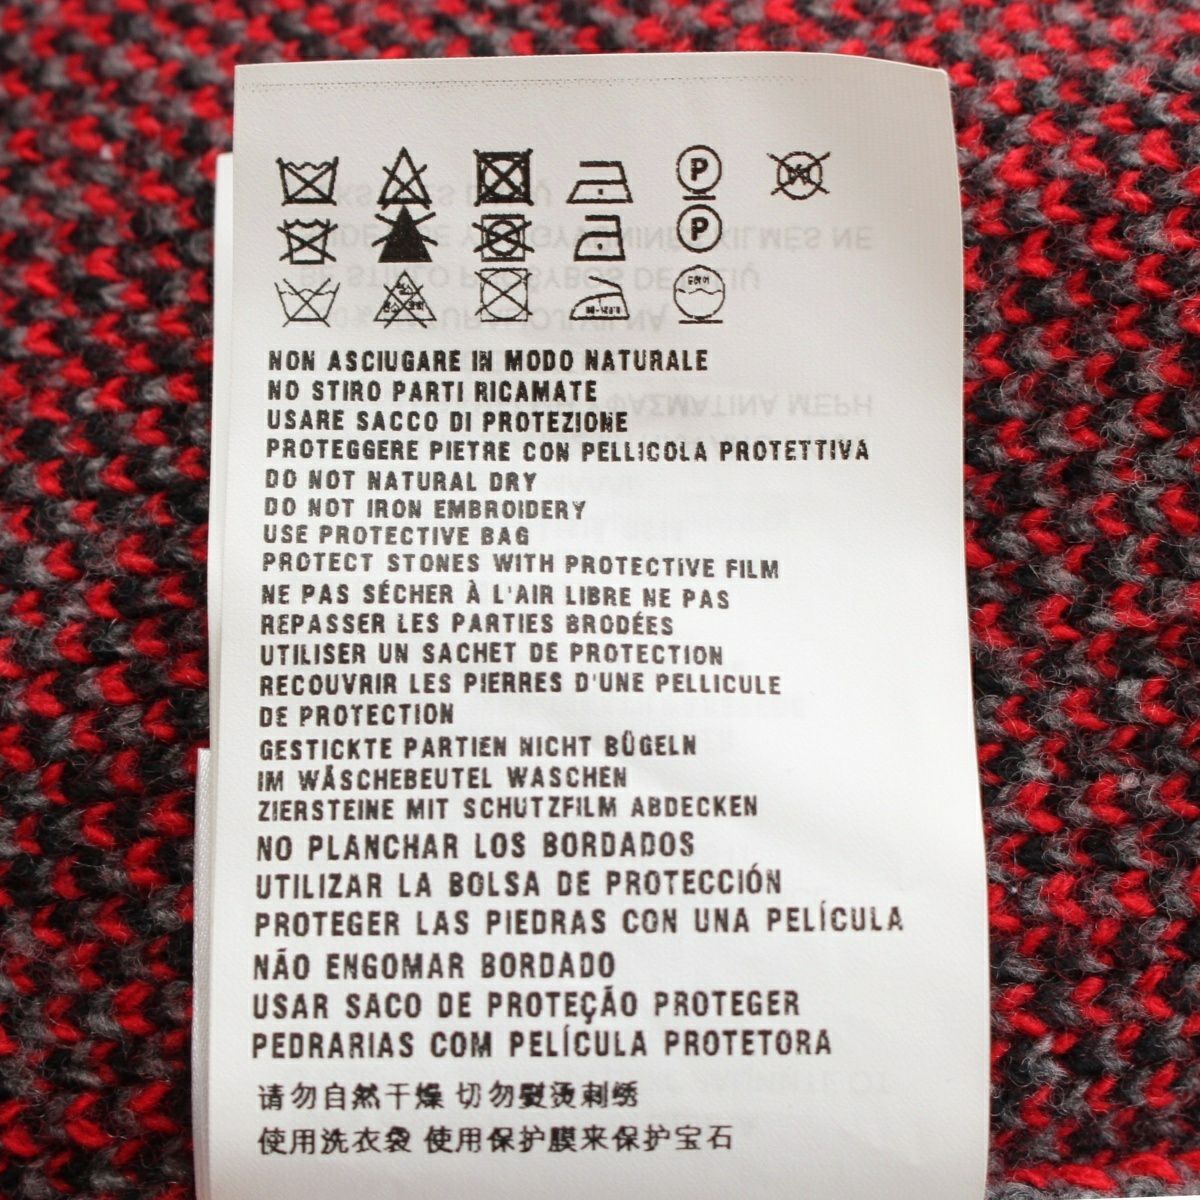 P W
P
NON ASCIUGARE IN MODO NATURALE
NO STIRO PARTI RICAMATE
USARE SACCO DI PROTEZIONE
PROTEGGERE PIETRE CON PELLICOLA PROTETTIVA
DO NOT NATURAL DRY
DO NOT IRON EMBROIDERY
USE PROTECTIVE BAG
PROTECT STONES WITH PROTECTIVE FILM
NE PAS SÉCHER À L'AIR LIBRE NE PAS
REPASSER LES PARTIES BRODÉES
UTILISER UN SACHET DE PROTECTION
RECOUVRIR LES PIERRES D'UNE PELLICULE
DE PROTECTION
GESTICKTE PARTIEN NICHT BÜGELN
IM WÄSCHEBEUTEL WASCHEN
ZIERSTEINE MIT SCHUTZFILM ABDECKEN
NO PLANCHAR LOS BORDADOS
UTILIZAR LA BOLSA DE PROTECCIÓN
PROTEGER LAS PIEDRAS CON UNA PELÍCULA
NÃO ENGOMAR BORDADO
USAR SACO DE PROTEÇÃO PROTEGER
PEDRARIAS COM PELÍCULA PROTETORA
请勿自然干燥 切勿熨烫刺绣
使用洗衣袋 使用保护膜来保护宝石